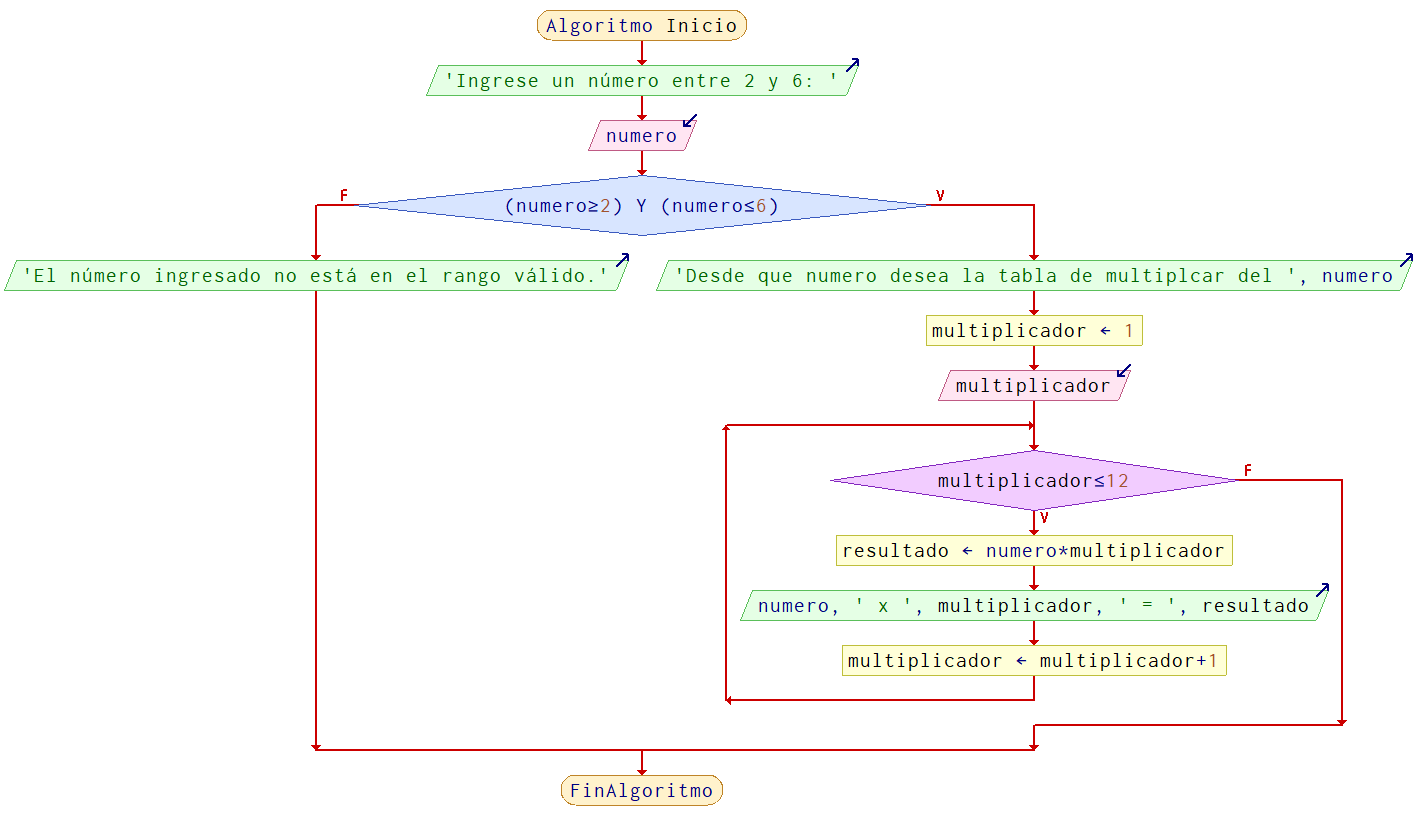 Algoritmo Inicio
'Ingrese un número entre 2 y 6: '
numero
(numero≥2) Y (numero≤6)
F
V
'El número ingresado no está en el rango válido.'
'Desde que numero desea la tabla de multiplcar del ', numero
multiplicador ← 1
multiplicador
multiplicador≤12
F
V
resultado ← numero*multiplicador
numero, ' x ', multiplicador, ' = ', resultado
multiplicador ← multiplicador+1
FinAlgoritmo